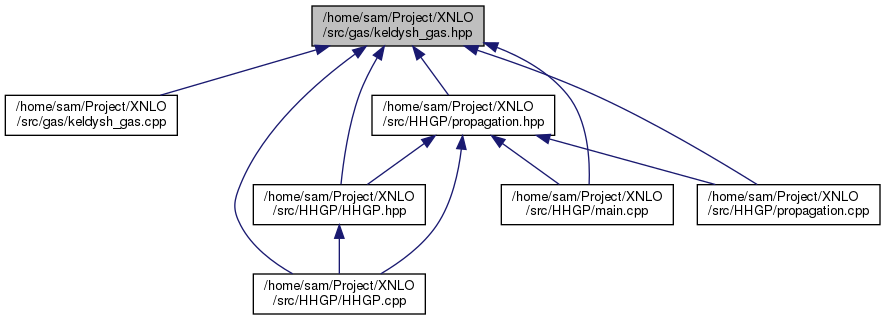 /home/sam/Project/XNLO
/src/gas/keldysh_gas.hpp
/home/sam/Project/XNLO
/src/gas/keldysh_gas.cpp
/home/sam/Project/XNLO
/src/HHGP/propagation.hpp
/home/sam/Project/XNLO
/src/HHGP/HHGP.hpp
/home/sam/Project/XNLO
/src/HHGP/main.cpp
/home/sam/Project/XNLO
/src/HHGP/propagation.cpp
/home/sam/Project/XNLO
/src/HHGP/HHGP.cpp